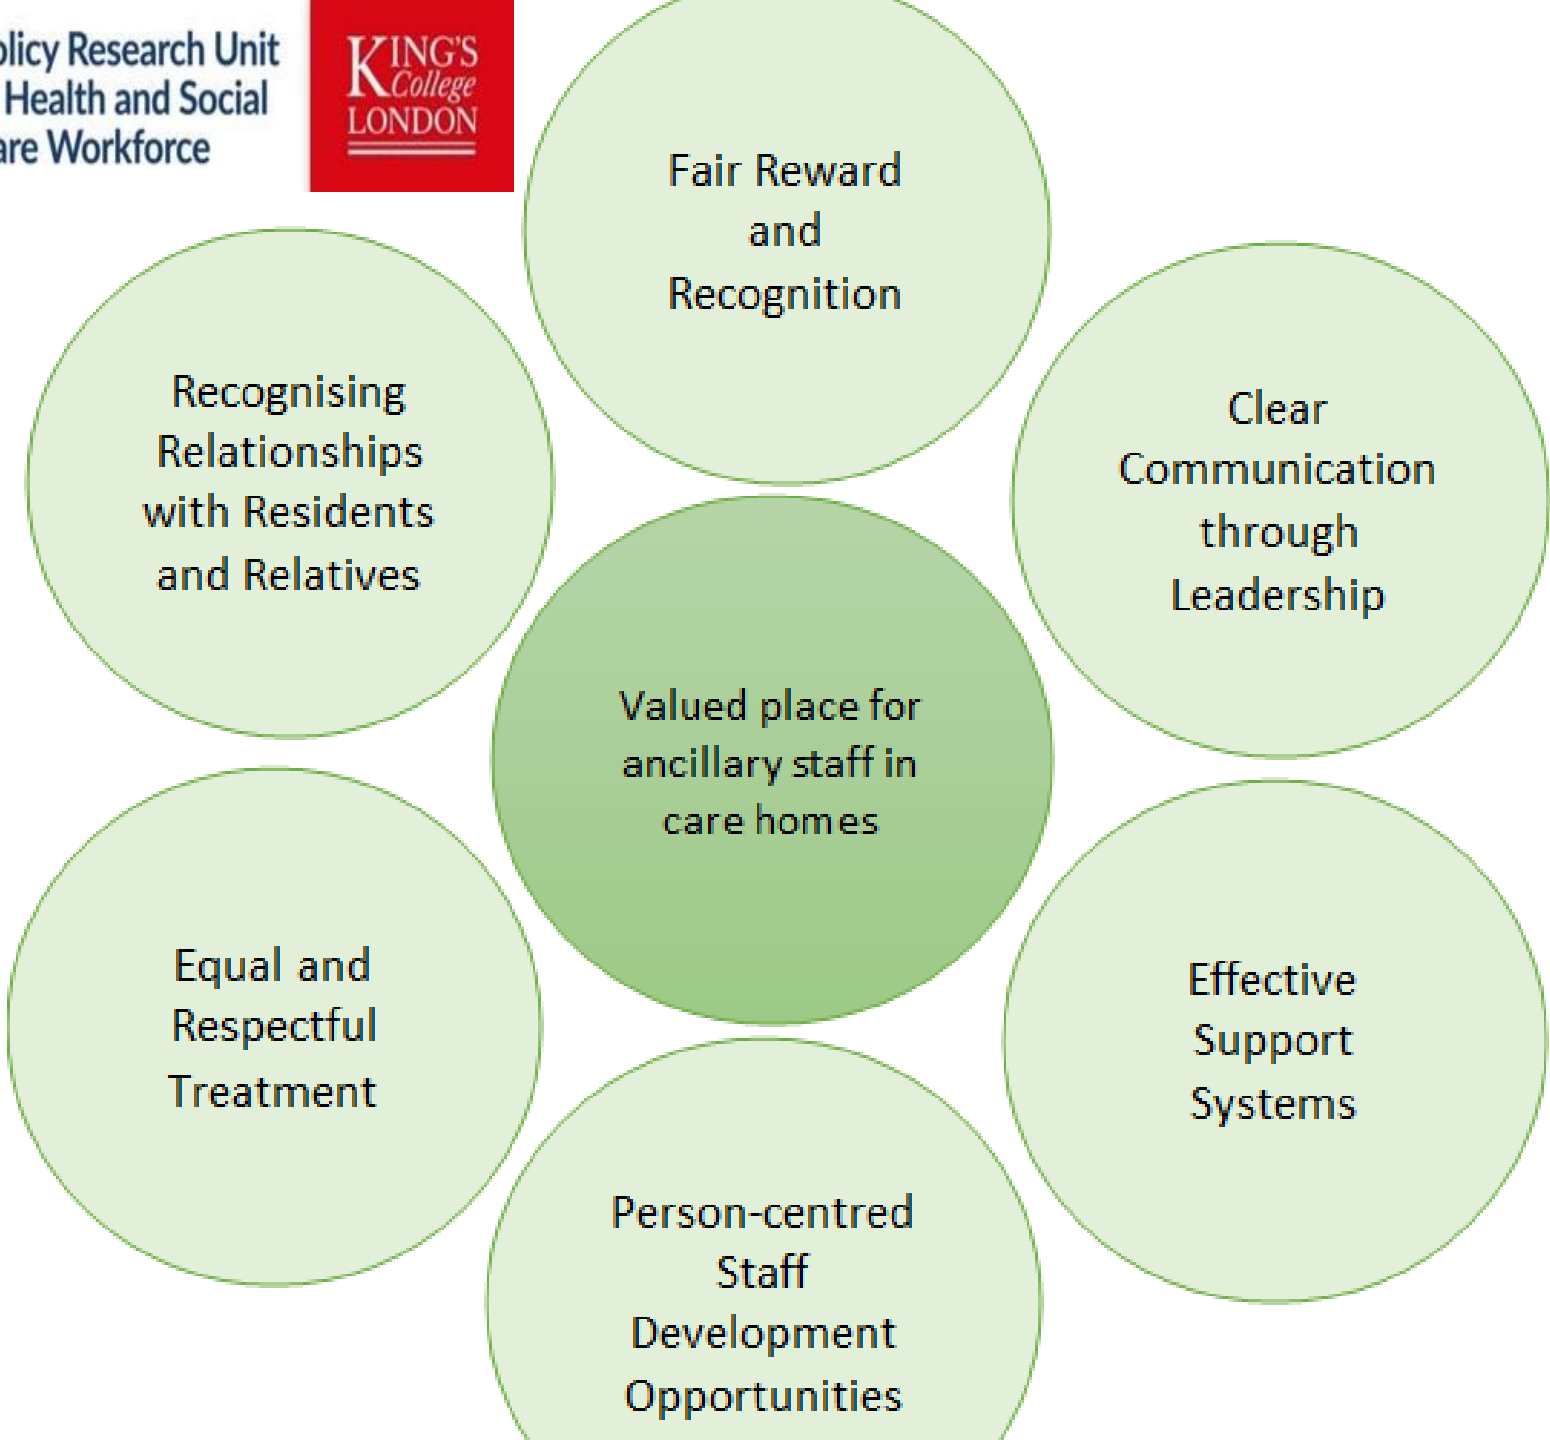 olicy Research Unit
Health and Social
are Workforce
KING'S
College
LONDON
Fair Reward
and
Recognition
Recognising
Relationships
with Residents
and Relatives
Clear
Communication
through
Leadership
Valued place for
ancillary staff in
care homes
Equal and
Respectful
Treatment
Effective
Support
Systems
Person-centred
Staff
Development
Opportunities